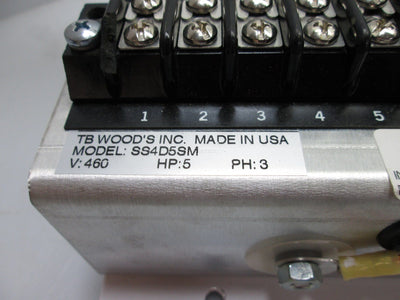 1 2 3 4 5
TB WOOD'S INC. MADE IN USA
MODEL: SS4D5SM
V: 460 HP: 5 PH: 3